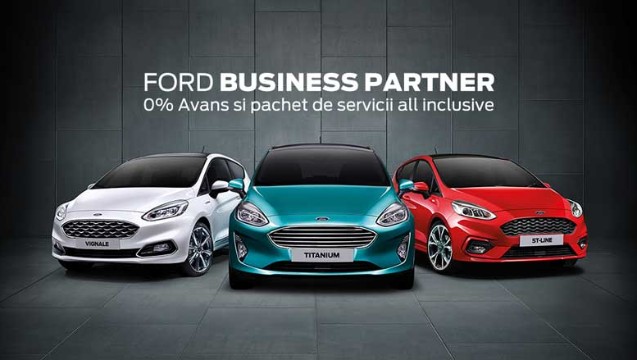 FORD BUSINESS PARTNER
0% Avans si pachet de servicii all inclusive
VIGNALE
TITANIUM
ST-LINE